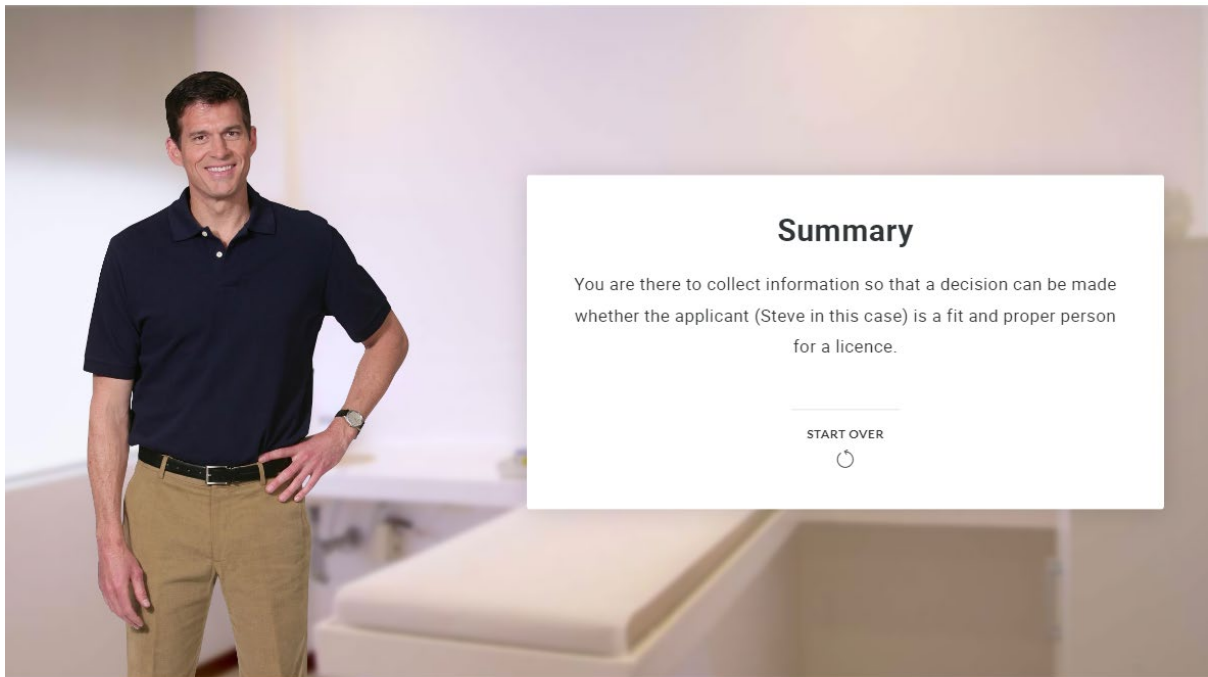 Summary
You are there to collect information so that a decision can be made
whether the applicant (Steve in this case) is a fit and proper person
for a licence.
START OVER